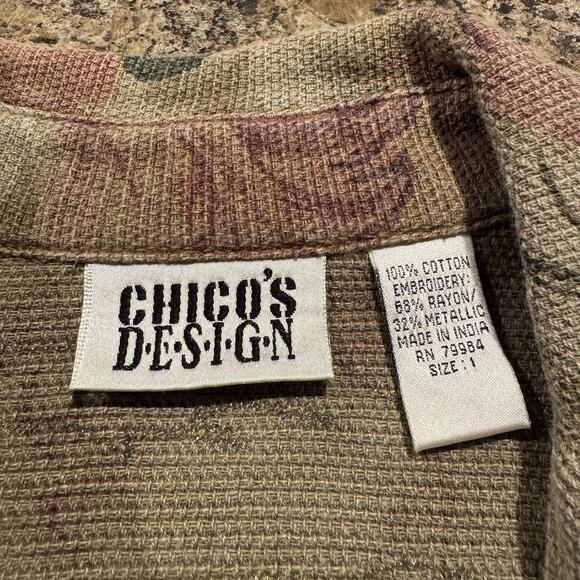 CHICO'S
D·E·S·I·G·N
100% COTTON
EMBROIDERY:
68% RAYON/
32% METALLIC
MADE IN INDIA
RN 79984
SIZE: 1